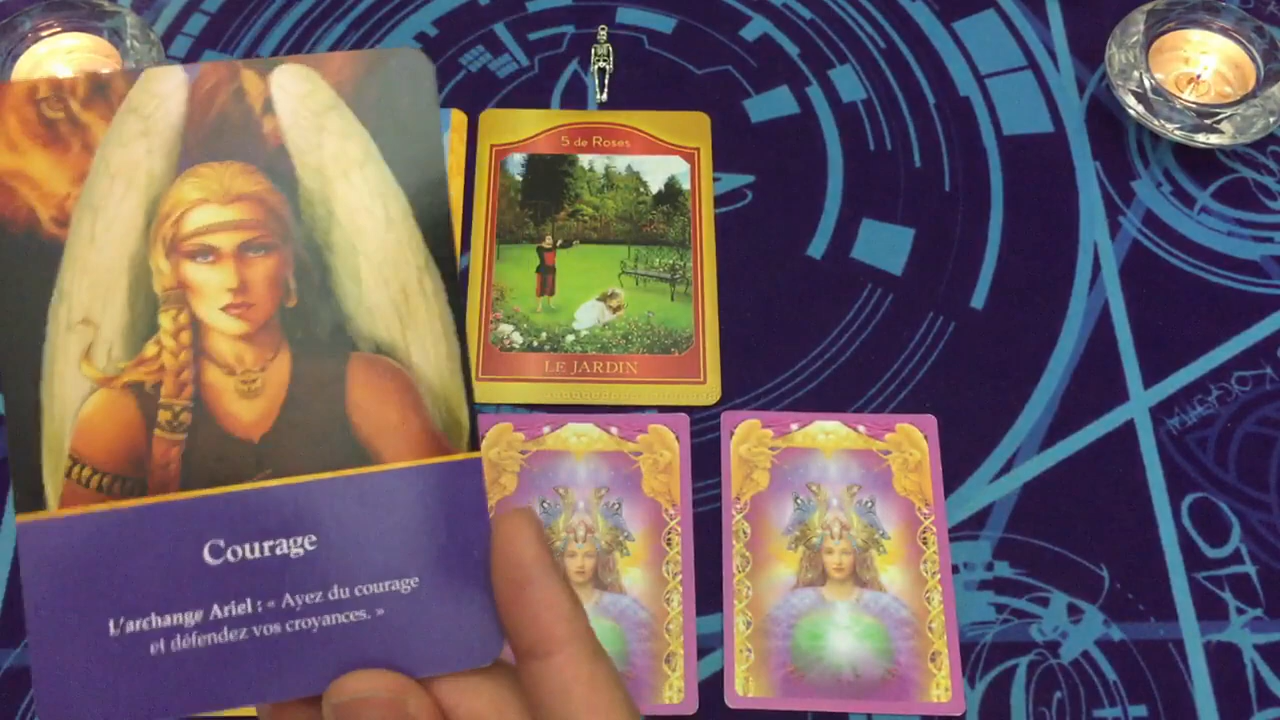 5 de Roses
LE JARDIN
Courage
L'archange Ariel : « Ayez du courage
et défendez vos croyances. »